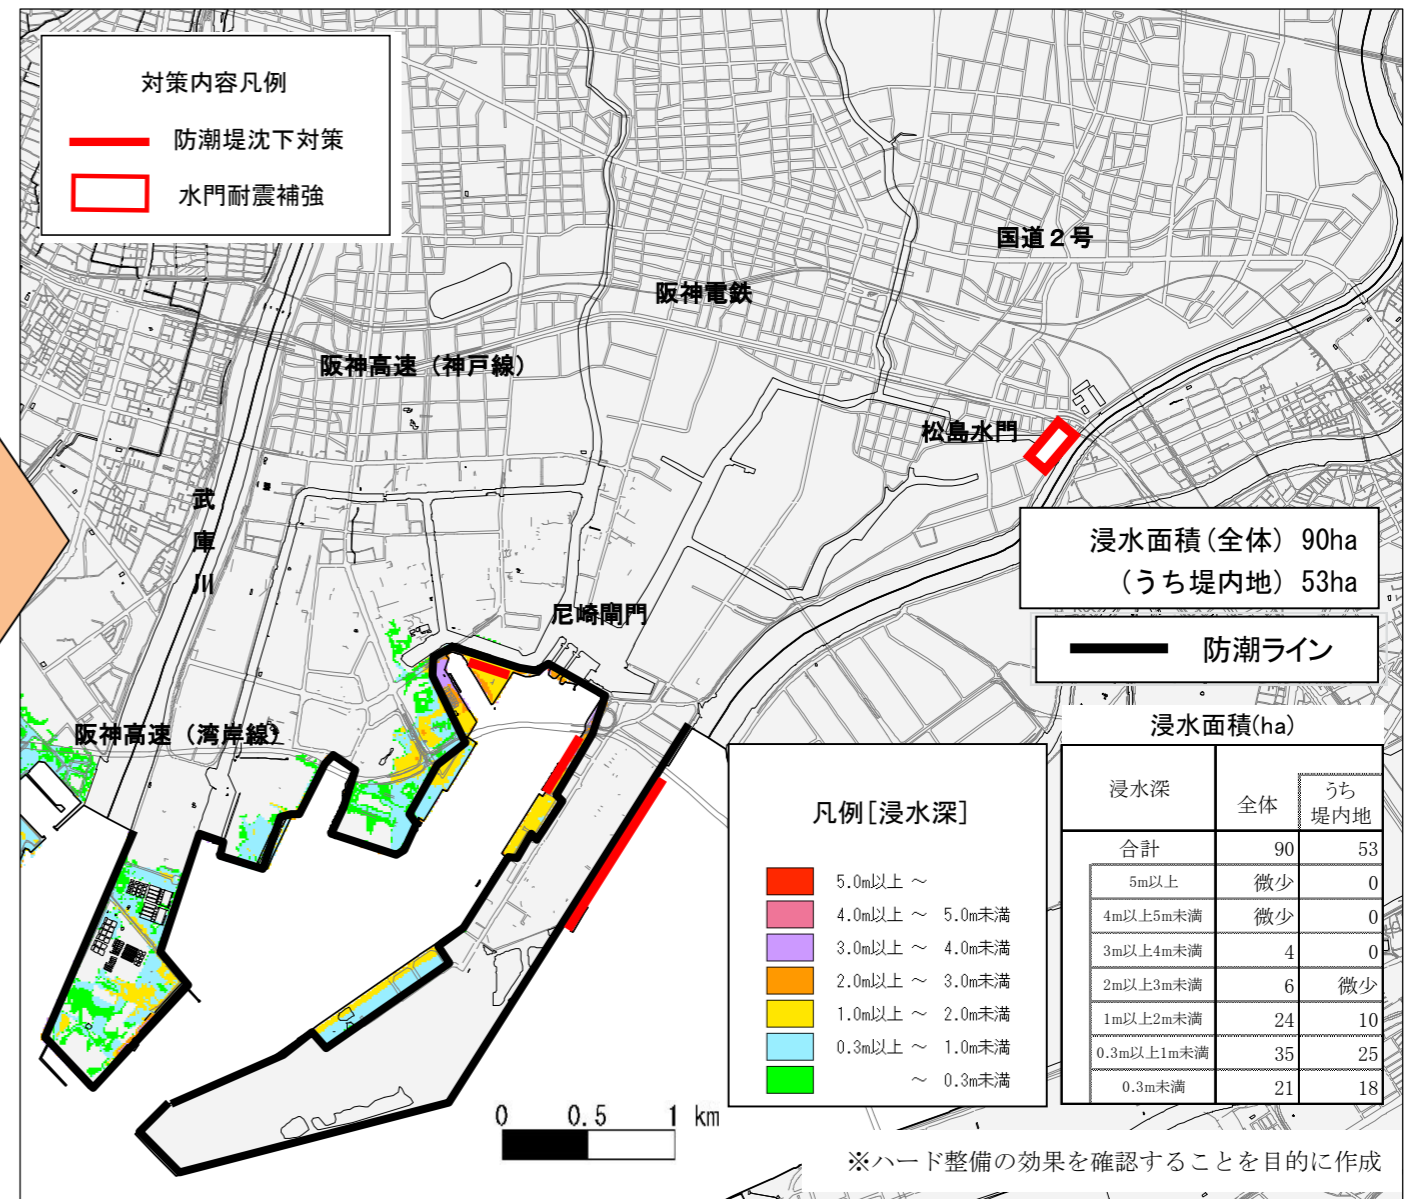 対策内容凡例
防潮堤沈下対策
水門耐震補強
国道２号
阪神電鉄
阪神高速（神戸線）
松島水門
武庫川
尼崎閘門
阪神高速（湾岸線）
浸水面積(全体) 90ha
(うち堤内地) 53ha
防潮ライン
凡例[浸水深]
5.0m以上 ～
4.0m以上 ～ 5.0m未満
3.0m以上 ～ 4.0m未満
2.0m以上 ～ 3.0m未満
1.0m以上 ～ 2.0m未満
0.3m以上 ～ 1.0m未満
～ 0.3m未満
浸水面積(ha)
浸水深 全体 うち堤内地
合計 90 53
5m以上 微少 0
4m以上5m未満 微少 0
3m以上4m未満 4 0
2m以上3m未満 6 微少
1m以上2m未満 24 10
0.3m以上1m未満 35 25
0.3m未満 21 18
0 0.5 1 km
※ハード整備の効果を確認することを目的に作成